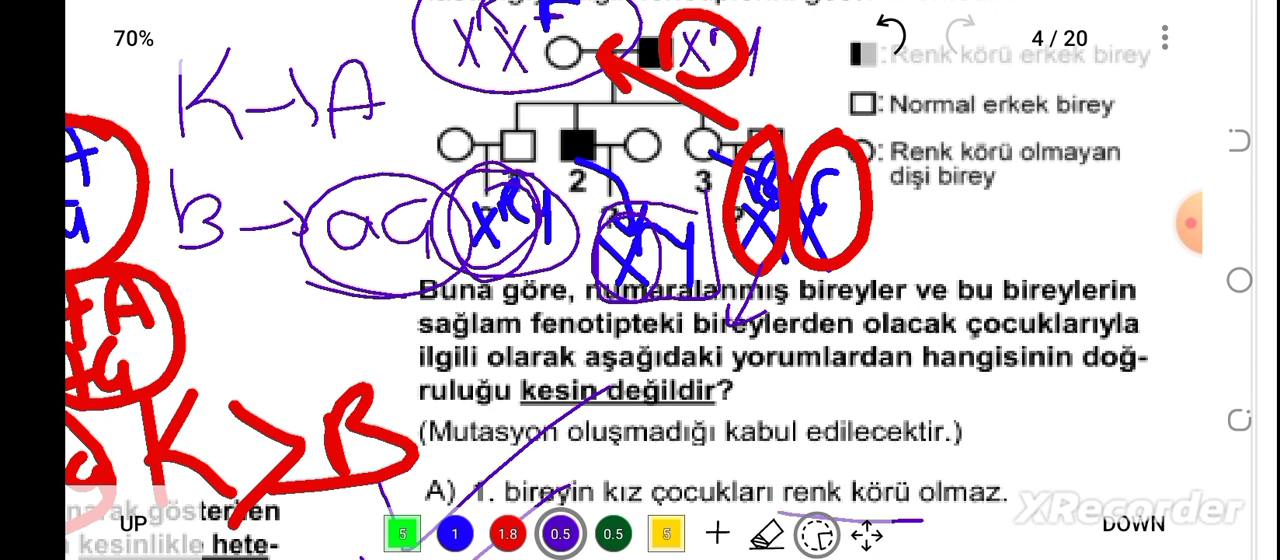 70%
4 / 20
: Renk körü erkek birey
: Normal erkek birey
: Renk körü olmayan
dişi birey
K → A
B → aa
XᴿY
2
3
K > B
Buna göre, numaralanmış bireyler ve bu bireylerin
sağlam fenotipteki bireylerden olacak çocuklarıyla
ilgili olarak aşağıdaki yorumlardan hangisinin doğ-
ruluğu kesin değildir?
(Mutasyon oluşmadığı kabul edilecektir.)
A) 1. bireyin kız çocukları renk körü olmaz.
XRecorder
UP
5
1
1.8
0.5
0.5
5
DOWN
kesinlikle hete-